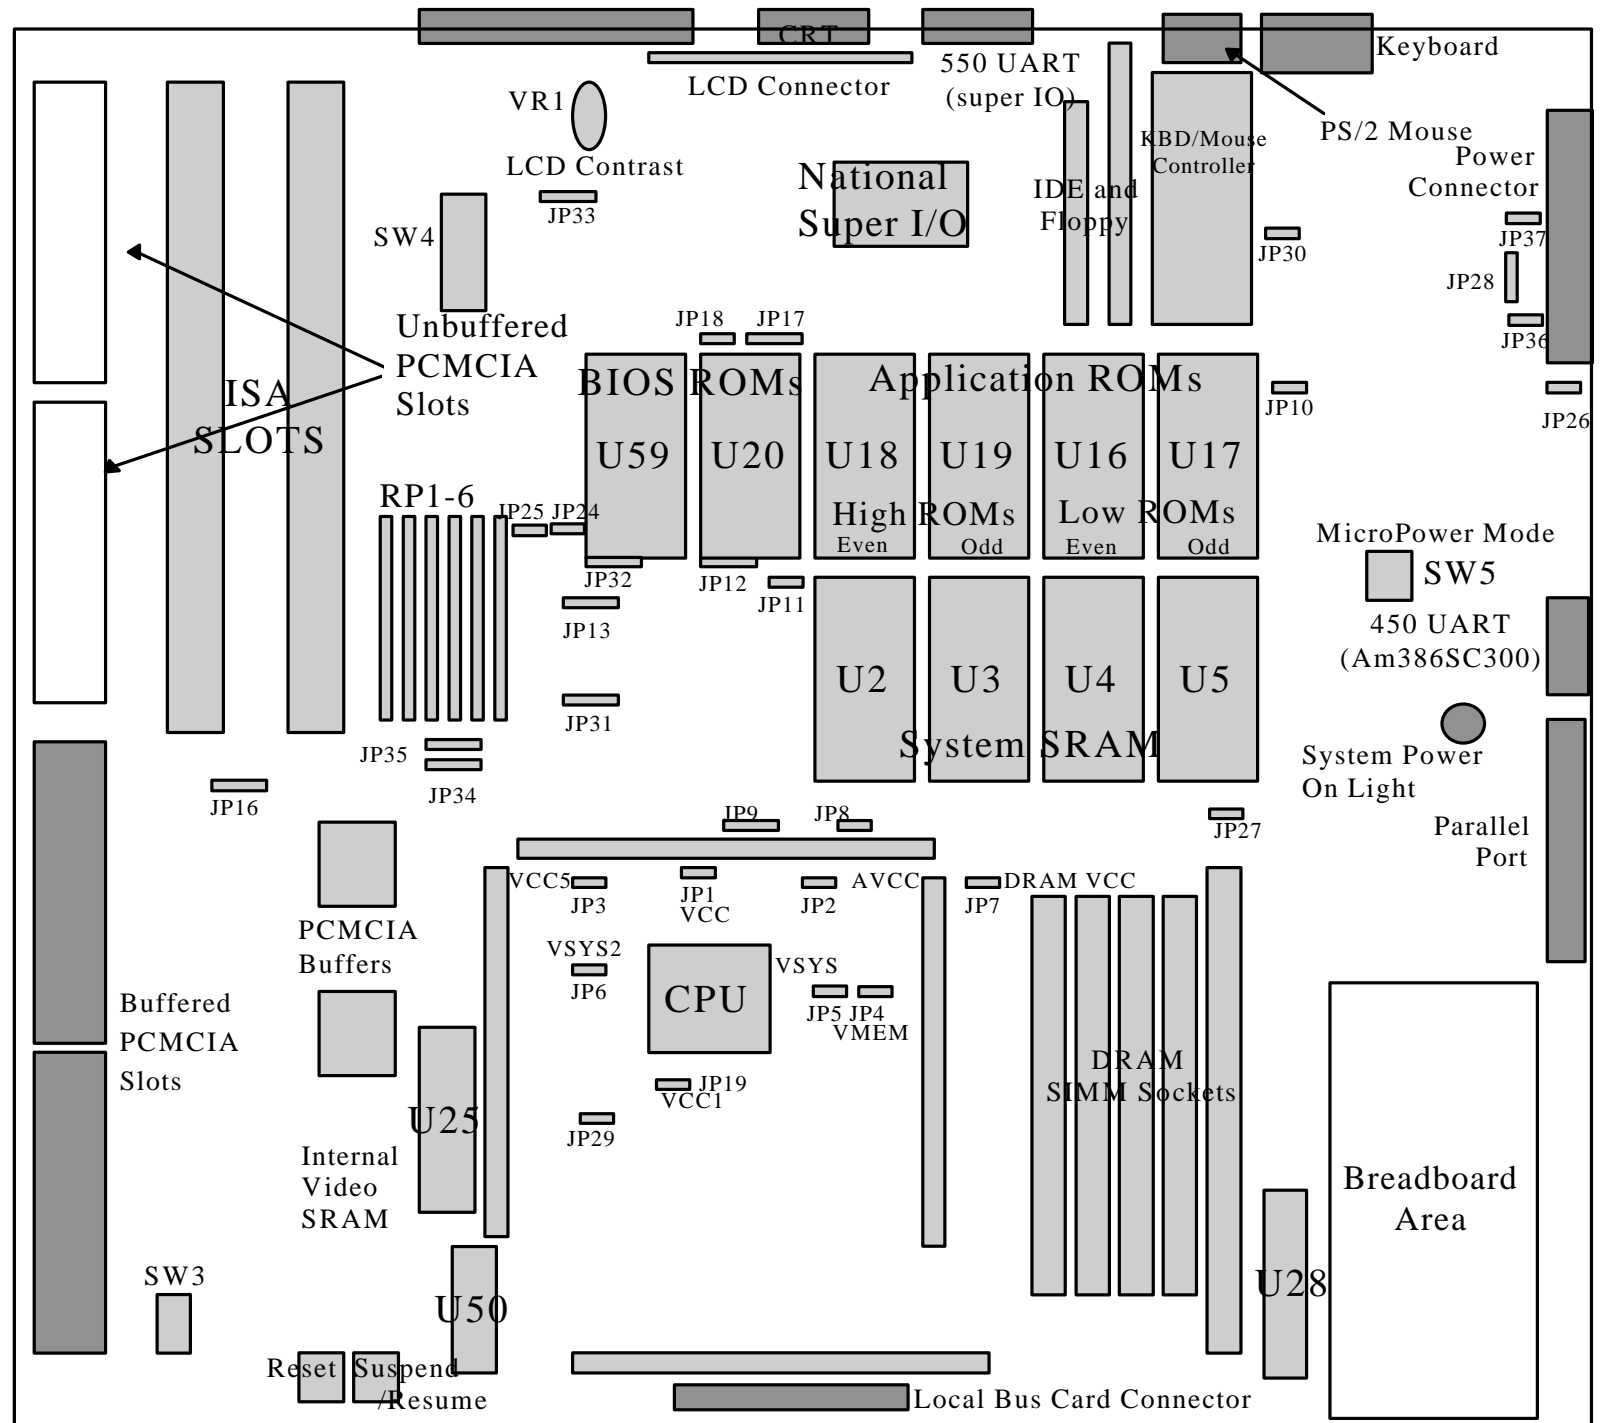 CRT
Keyboard
LCD Connector
550 UART
(super IO)
VR1
LCD Contrast
PS/2 Mouse
KBD/Mouse
Controller
Power
Connector
National
Super I/O
IDE and
Floppy
JP33
SW4
JP30
JP37
JP28
JP36
Unbuffered
PCMCIA
Slots
JP18
JP17
ISA
SLOTS
BIOS ROMs
Application ROMs
JP10
JP26
U59
U20
U18
U19
U16
U17
RP1-6
JP25
JP24
High ROMs
Low ROMs
Even
Odd
Even
Odd
MicroPower Mode
SW5
JP32
JP12
JP11
JP13
450 UART
(Am386SC300)
U2
U3
U4
U5
JP31
System SRAM
JP35
JP34
JP16
System Power
On Light
JP9
JP8
JP27
Parallel
Port
VCC5
JP3
JP1
VCC
JP2
AVCC
JP7
DRAM VCC
PCMCIA
Buffers
VSYS2
JP6
CPU
VSYS
JP5
JP4
VMEM
Buffered
PCMCIA
Slots
DRAM
SIMM Sockets
JP19
VCC1
JP29
U25
Internal
Video
SRAM
Breadboard
Area
SW3
U50
U28
Reset
Suspend
/Resume
Local Bus Card Connector